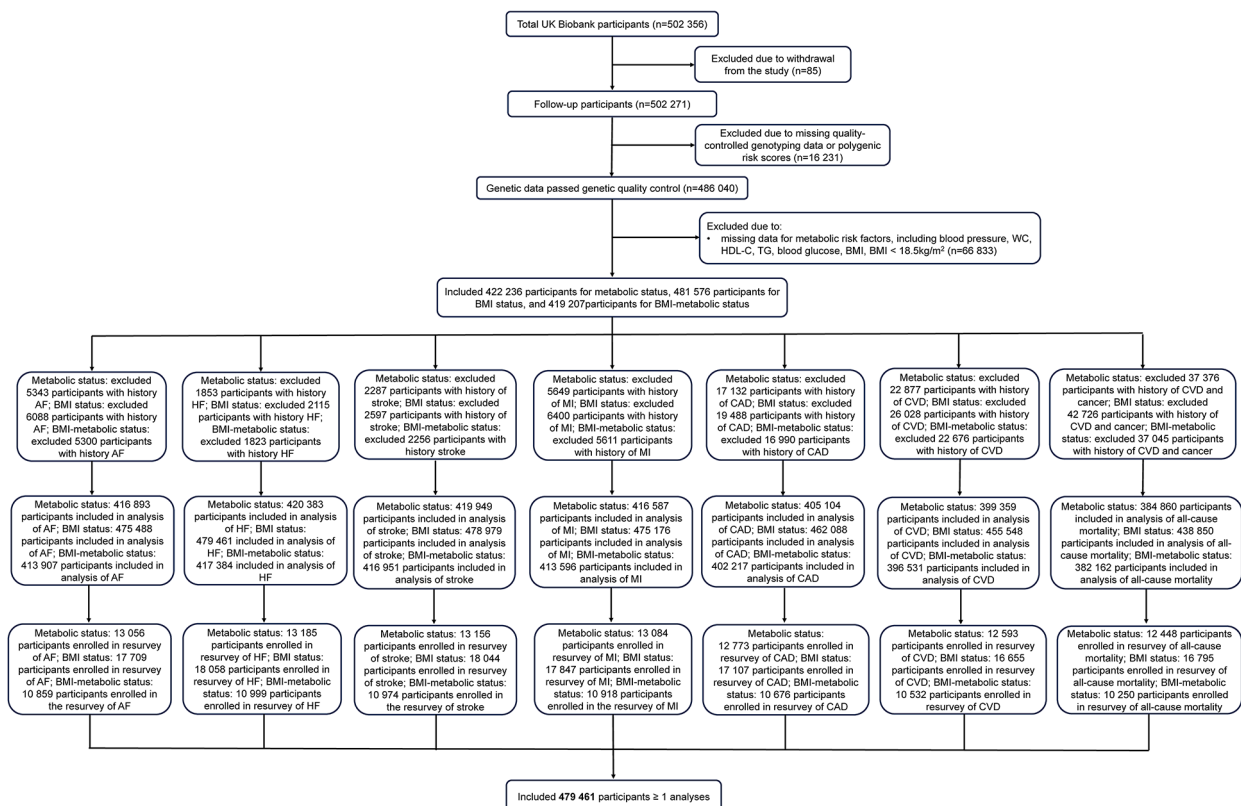 Total UK Biobank participants (n=502 356)
Excluded due to withdrawal
from the study (n=85)
Follow-up participants (n=502 271)
Excluded due to missing quality-
controlled genotyping data or polygenic
risk scores (n=16 231)
Genetic data passed genetic quality control (n=486 040)
Excluded due to:
• missing data for metabolic risk factors, including blood pressure, WC,
HDL-C, TG, blood glucose, BMI, BMI < 18.5kg/m² (n=66 833)
Included 422 236 participants for metabolic status, 481 576 participants for
BMI status, and 419 207participants for BMI-metabolic status
Metabolic status: excluded
5343 participants with history
AF; BMI status: excluded
6088 participants with history
AF; BMI-metabolic status:
excluded 5300 participants
with history AF
Metabolic status: excluded
1853 participants with history
HF; BMI status: excluded 2115
participants with history HF;
BMI-metabolic status:
excluded 1823 participants
with history HF
Metabolic status: excluded
2287 participants with history of
stroke; BMI status: excluded
2597 participants with history of
stroke; BMI-metabolic status:
excluded 2256 participants with
history stroke
Metabolic status: excluded
5649 participants with history
of MI; BMI status: excluded
6400 participants with history
of MI; BMI-metabolic status:
excluded 5611 participants
with history of MI
Metabolic status: excluded
17 132 participants with history
of CAD; BMI status: excluded
19 488 participants with history
of CAD; BMI-metabolic status:
excluded 16 990 participants
with history of CAD
Metabolic status: excluded
22 877 participants with history
of CVD; BMI status: excluded
26 028 participants with history
of CVD; BMI-metabolic status:
excluded 22 676 participants
with history of CVD
Metabolic status: excluded 37 376
participants with history of CVD and
cancer; BMI status: excluded
42 726 participants with history of
CVD and cancer; BMI-metabolic
status: excluded 37 045 participants
with history of CVD and cancer
Metabolic status: 416 893
participants included in analysis
of AF; BMI status: 475 488
participants included in analysis
of AF; BMI-metabolic status:
413 907 participants included in
analysis of AF
Metabolic status: 420 383
participants included in analysis
of HF; BMI status:
479 461 included in analysis of
HF; BMI-metabolic status:
417 384 included in analysis of
HF
Metabolic status: 419 949
participants included in analysis
of stroke; BMI status: 478 979
participants included in analysis
of stroke; BMI-metabolic status:
416 951 participants included in
analysis of stroke
Metabolic status: 416 587
participants included in analysis
of MI; BMI status: 475 176
participants included in analysis
of MI; BMI-metabolic status:
413 596 participants included in
analysis of MI
Metabolic status: 405 104
participants included in analysis of
CAD; BMI status: 462 088
participants included in analysis of
CAD; BMI-metabolic status:
402 217 participants included in
analysis of CAD
Metabolic status: 399 359
participants included in analysis of
CVD; BMI status: 455 548
participants included in analysis of
CVD; BMI-metabolic status:
396 531 participants included in
analysis of CVD
Metabolic status: 384 860 participants
included in analysis of all-cause
mortality; BMI status: 438 850
participants included in analysis of all-
cause mortality; BMI-metabolic status:
382 162 participants included in
analysis of all-cause mortality
Metabolic status: 13 056
participants enrolled in resurvey
of AF; BMI status: 17 709
participants enrolled in resurvey
of AF; BMI-metabolic status:
10 859 participants enrolled in
the resurvey of AF
Metabolic status: 13 185
participants enrolled in
resurvey of HF; BMI status:
18 058 participants enrolled in
resurvey of HF; BMI-metabolic
status: 10 999 participants
enrolled in resurvey of HF
Metabolic status: 13 156
participants enrolled in resurvey of
stroke; BMI status: 18 044
participants enrolled in resurvey
of stroke; BMI-metabolic status:
10 974 participants enrolled in
the resurvey of stroke
Metabolic status: 13 084
participants enrolled in
resurvey of MI; BMI status:
17 847 participants enrolled in
resurvey of MI; BMI-metabolic
status: 10 918 participants
enrolled in the resurvey of MI
Metabolic status:
12 773 participants enrolled in
resurvey of CAD; BMI status:
17 107 participants enrolled in
resurvey of CAD; BMI-metabolic
status: 10 676 participants
enrolled in resurvey of CAD
Metabolic status: 12 593
participants enrolled in resurvey
of CVD; BMI status: 16 655
participants enrolled in resurvey
of CVD; BMI-metabolic status:
10 532 participants enrolled in
resurvey of CVD
Metabolic status: 12 448 participants
enrolled in resurvey of all-cause
mortality; BMI status: 16 795
participants enrolled in resurvey of
all-cause mortality; BMI-metabolic
status: 10 250 participants enrolled
in resurvey of all-cause mortality
Included 479 461 participants ≥ 1 analyses